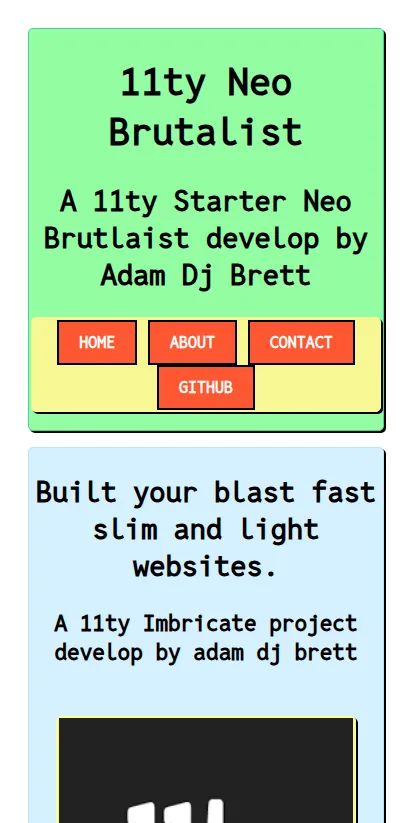 11ty Neo
Brutalist
A 11ty Starter Neo
Brutlaist develop by
Adam Dj Brett
HOME ABOUT CONTACT
GITHUB
Built your blast fast
slim and light
websites.
A 11ty Imbricate project
develop by adam dj brett